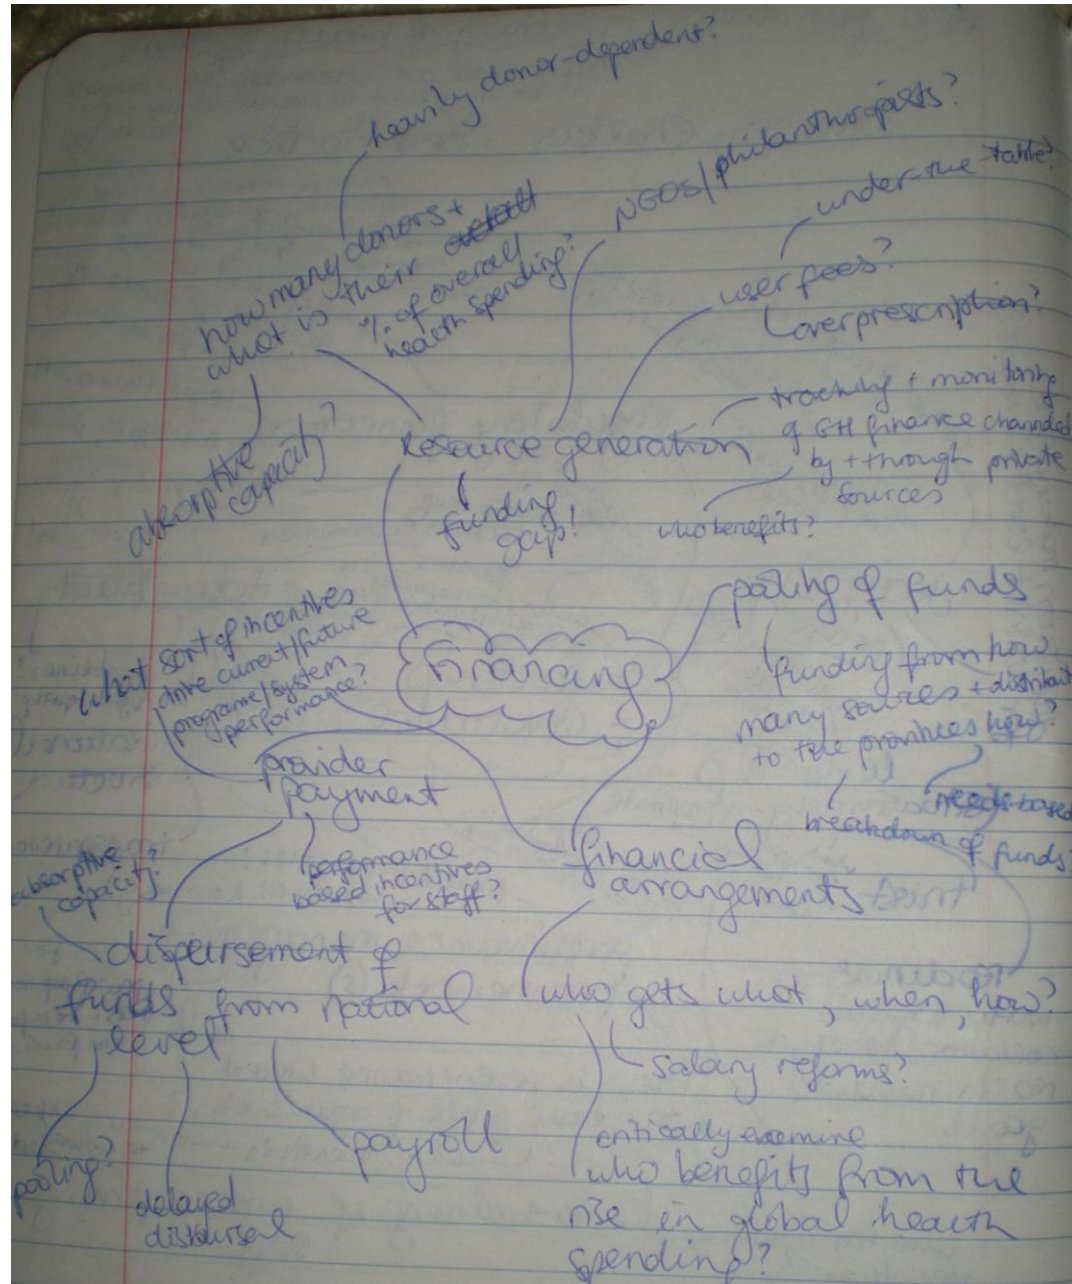 heavily donor-dependent?
NGOs/philanthropists?
under-the-table?
how many donors +
what is their
% of overall
health spending?
user fees?
overprescription?
absorptive
capacity?
Resource generation
tracking + monitoring
of GH finance channeled
by + through private
sources
who benefits?
funding
gap!
pooling of funds
funding from how
many sources + distribut
to the provinces how?
needs-based
breakdown of funds?
Financing
what sort of incentives
drive current/future
programme/system
performance?
provider
payment
performance
based incentives
for staff?
financial
arrangements
absorptive
capacity?
dispersement of
funds from national
level
who gets what, when, how?
salary reforms?
payroll
pooling?
delayed
disbursal
critically examine
who benefits from the
rise in global health
spending?